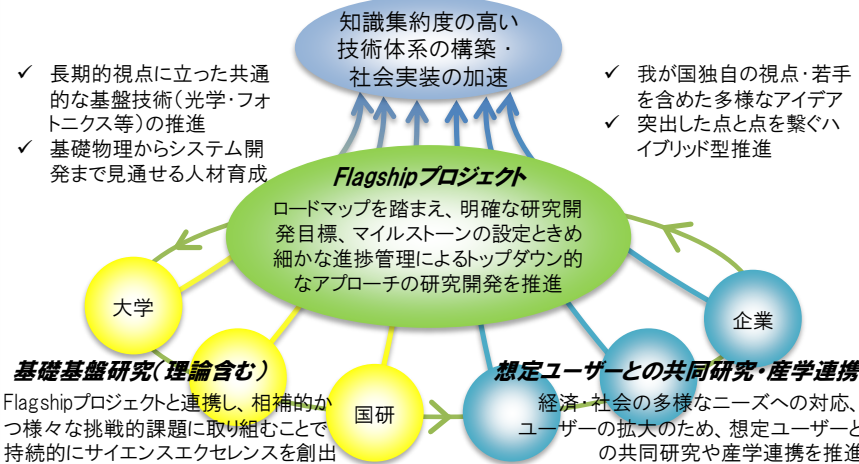 知識集約度の高い
技術体系の構築・
社会実装の加速
✓ 長期的視点に立った共通
的な基盤技術(光学・フォ
トニクス等)の推進
✓ 基礎物理からシステム開
発まで見通せる人材育成
✓ 我が国独自の視点・若手
を含めた多様なアイデア
✓ 突出した点と点を繋ぐハ
イブリッド型推進
Flagshipプロジェクト
ロードマップを踏まえ、明確な研究開
発目標、マイルストーンの設定ときめ
細かな進捗管理によるトップダウン的
なアプローチの研究開発を推進
大学
企業
基礎基盤研究(理論含む)
Flagshipプロジェクトと連携し、相補的か
つ様々な挑戦的課題に取り組むことで
持続的にサイエンスエクセレンスを創出
国研
想定ユーザーとの共同研究・産学連携
経済・社会の多様なニーズへの対応、
ユーザーの拡大のため、想定ユーザーと
の共同研究や産学連携を推進